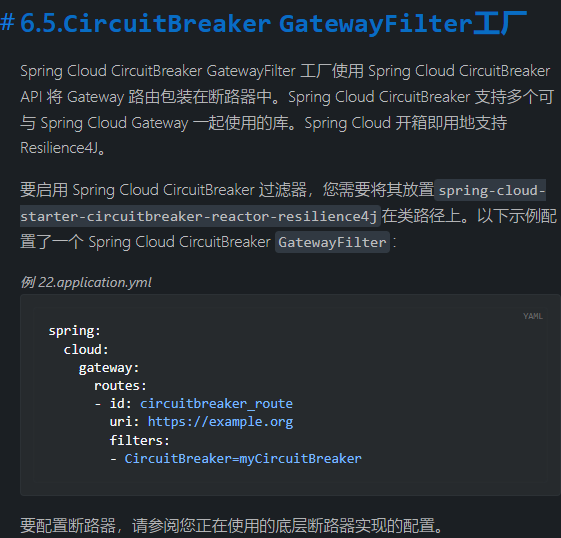 # 6.5.CircuitBreaker GatewayFilter工厂
Spring Cloud CircuitBreaker GatewayFilter 工厂使用 Spring Cloud CircuitBreaker
API 将 Gateway 路由包装在断路器中。Spring Cloud CircuitBreaker 支持多个可
与 Spring Cloud Gateway 一起使用的库。Spring Cloud 开箱即用地支持
Resilience4J。
要启用 Spring Cloud CircuitBreaker 过滤器，您需要将其放置 spring-cloud-
starter-circuitbreaker-reactor-resilience4j 在类路径上。以下示例配
置了一个 Spring Cloud CircuitBreaker GatewayFilter：
例 22.application.yml
YAML
spring:
  cloud:
    gateway:
      routes:
      - id: circuitbreaker_route
        uri: https://example.org
        filters:
        - CircuitBreaker=myCircuitBreaker
要配置断路器，请参阅您正在使用的底层断路器实现的配置。